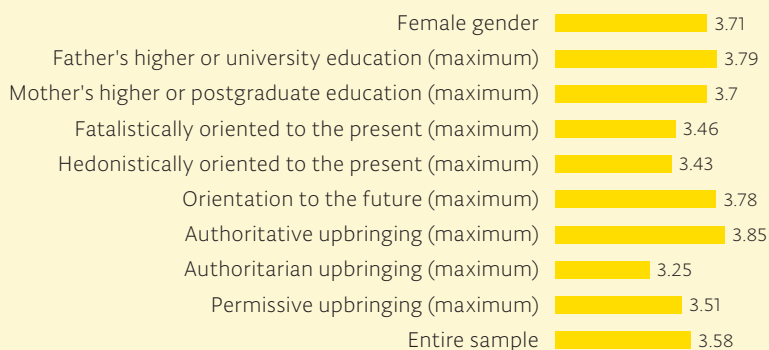 Female gender 3.71
Father's higher or university education (maximum) 3.79
Mother's higher or postgraduate education (maximum) 3.7
Fatalistically oriented to the present (maximum) 3.46
Hedonistically oriented to the present (maximum) 3.43
Orientation to the future (maximum) 3.78
Authoritative upbringing (maximum) 3.85
Authoritarian upbringing (maximum) 3.25
Permissive upbringing (maximum) 3.51
Entire sample 3.58